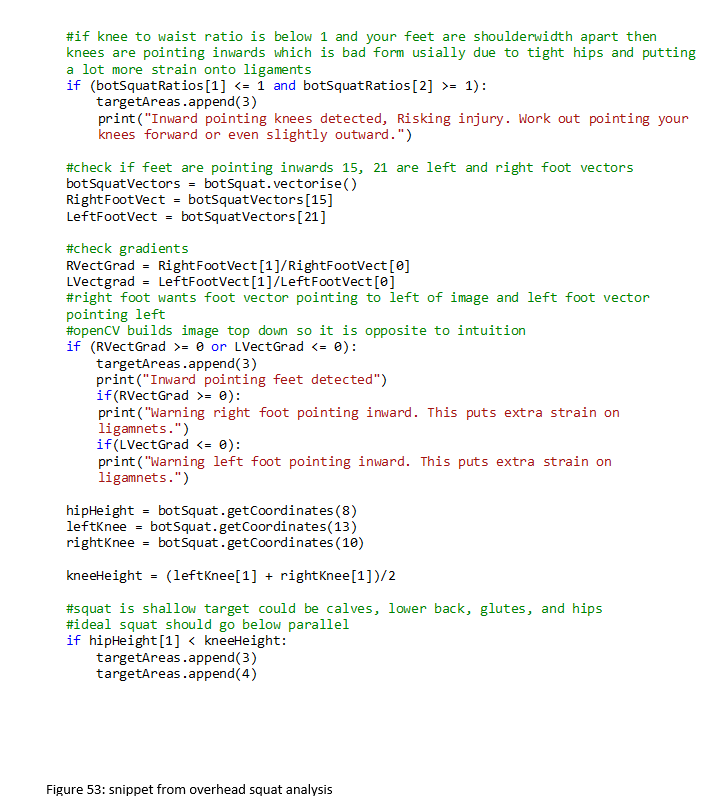 #if knee to waist ratio is below 1 and your feet are shoulderwidth apart then
knees are pointing inwards which is bad form usially due to tight hips and putting
a lot more strain onto ligaments
if (botSquatRatios[1] <= 1 and botSquatRatios[2] >= 1):
    targetAreas.append(3)
    print("Inward pointing knees detected, Risking injury. Work out pointing your
    knees forward or even slightly outward.")

#check if feet are pointing inwards 15, 21 are left and right foot vectors
botSquatVectors = botSquat.vectorise()
RightFootVect = botSquatVectors[15]
LeftFootVect = botSquatVectors[21]

#check gradients
RVectGrad = RightFootVect[1]/RightFootVect[0]
LVectgrad = LeftFootVect[1]/LeftFootVect[0]
#right foot wants foot vector pointing to left of image and left foot vector
pointing left
#openCV builds image top down so it is opposite to intuition
if (RVectGrad >= 0 or LVectGrad <= 0):
    targetAreas.append(3)
    print("Inward pointing feet detected")
    if(RVectGrad >= 0):
    print("Warning right foot pointing inward. This puts extra strain on
    ligamnets.")
    if(LVectGrad <= 0):
    print("Warning left foot pointing inward. This puts extra strain on
    ligamnets.")

hipHeight = botSquat.getCoordinates(8)
leftKnee = botSquat.getCoordinates(13)
rightKnee = botSquat.getCoordinates(10)

kneeHeight = (leftKnee[1] + rightKnee[1])/2

#squat is shallow target could be calves, lower back, glutes, and hips
#ideal squat should go below parallel
if hipHeight[1] < kneeHeight:
    targetAreas.append(3)
    targetAreas.append(4)

Figure 53: snippet from overhead squat analysis